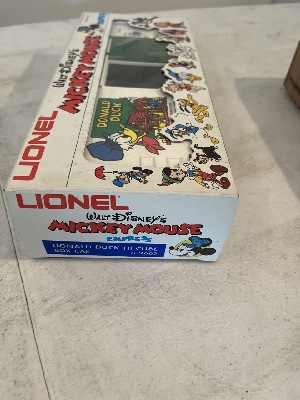 LIONEL
WALT DISNEY'S
MICKEY MOUSE
DONALD
DUCK
LIONEL
WALT DISNEY'S
MICKEY MOUSE
EXPRESS
DONALD DUCK HI-CUBE
BOX CAR